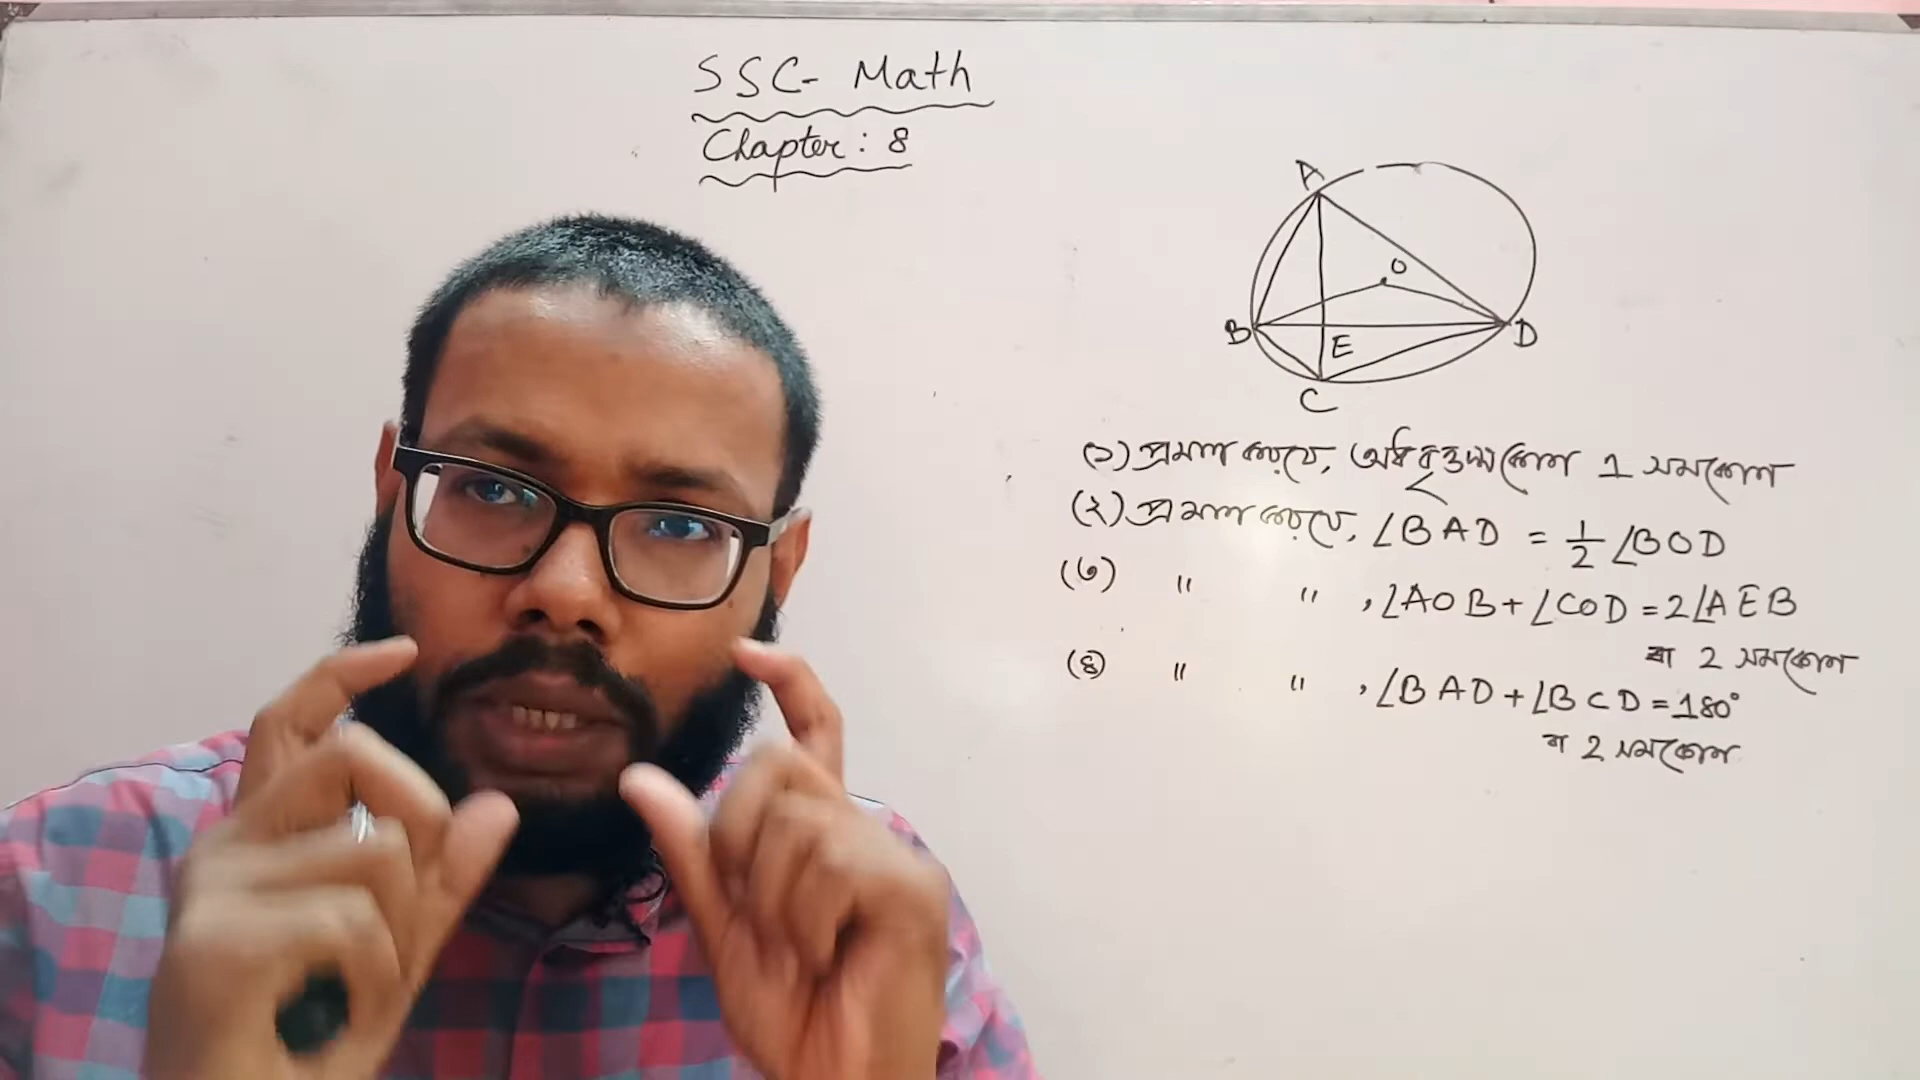 SSC- Math
Chapter: 8
A
O
B
E
D
C
(১) প্রমাণ কর যে, অর্ধবৃত্তস্থ কোণ 1 সমকোণ
(২) প্রমাণ কর যে, ∠BAD = 1/2 ∠BOD
(৩) " " , ∠AOB + ∠COD = 2∠AEB
বা 2 সমকোণ
(৪) " " , ∠BAD + ∠BCD = 180°
বা 2 সমকোণ